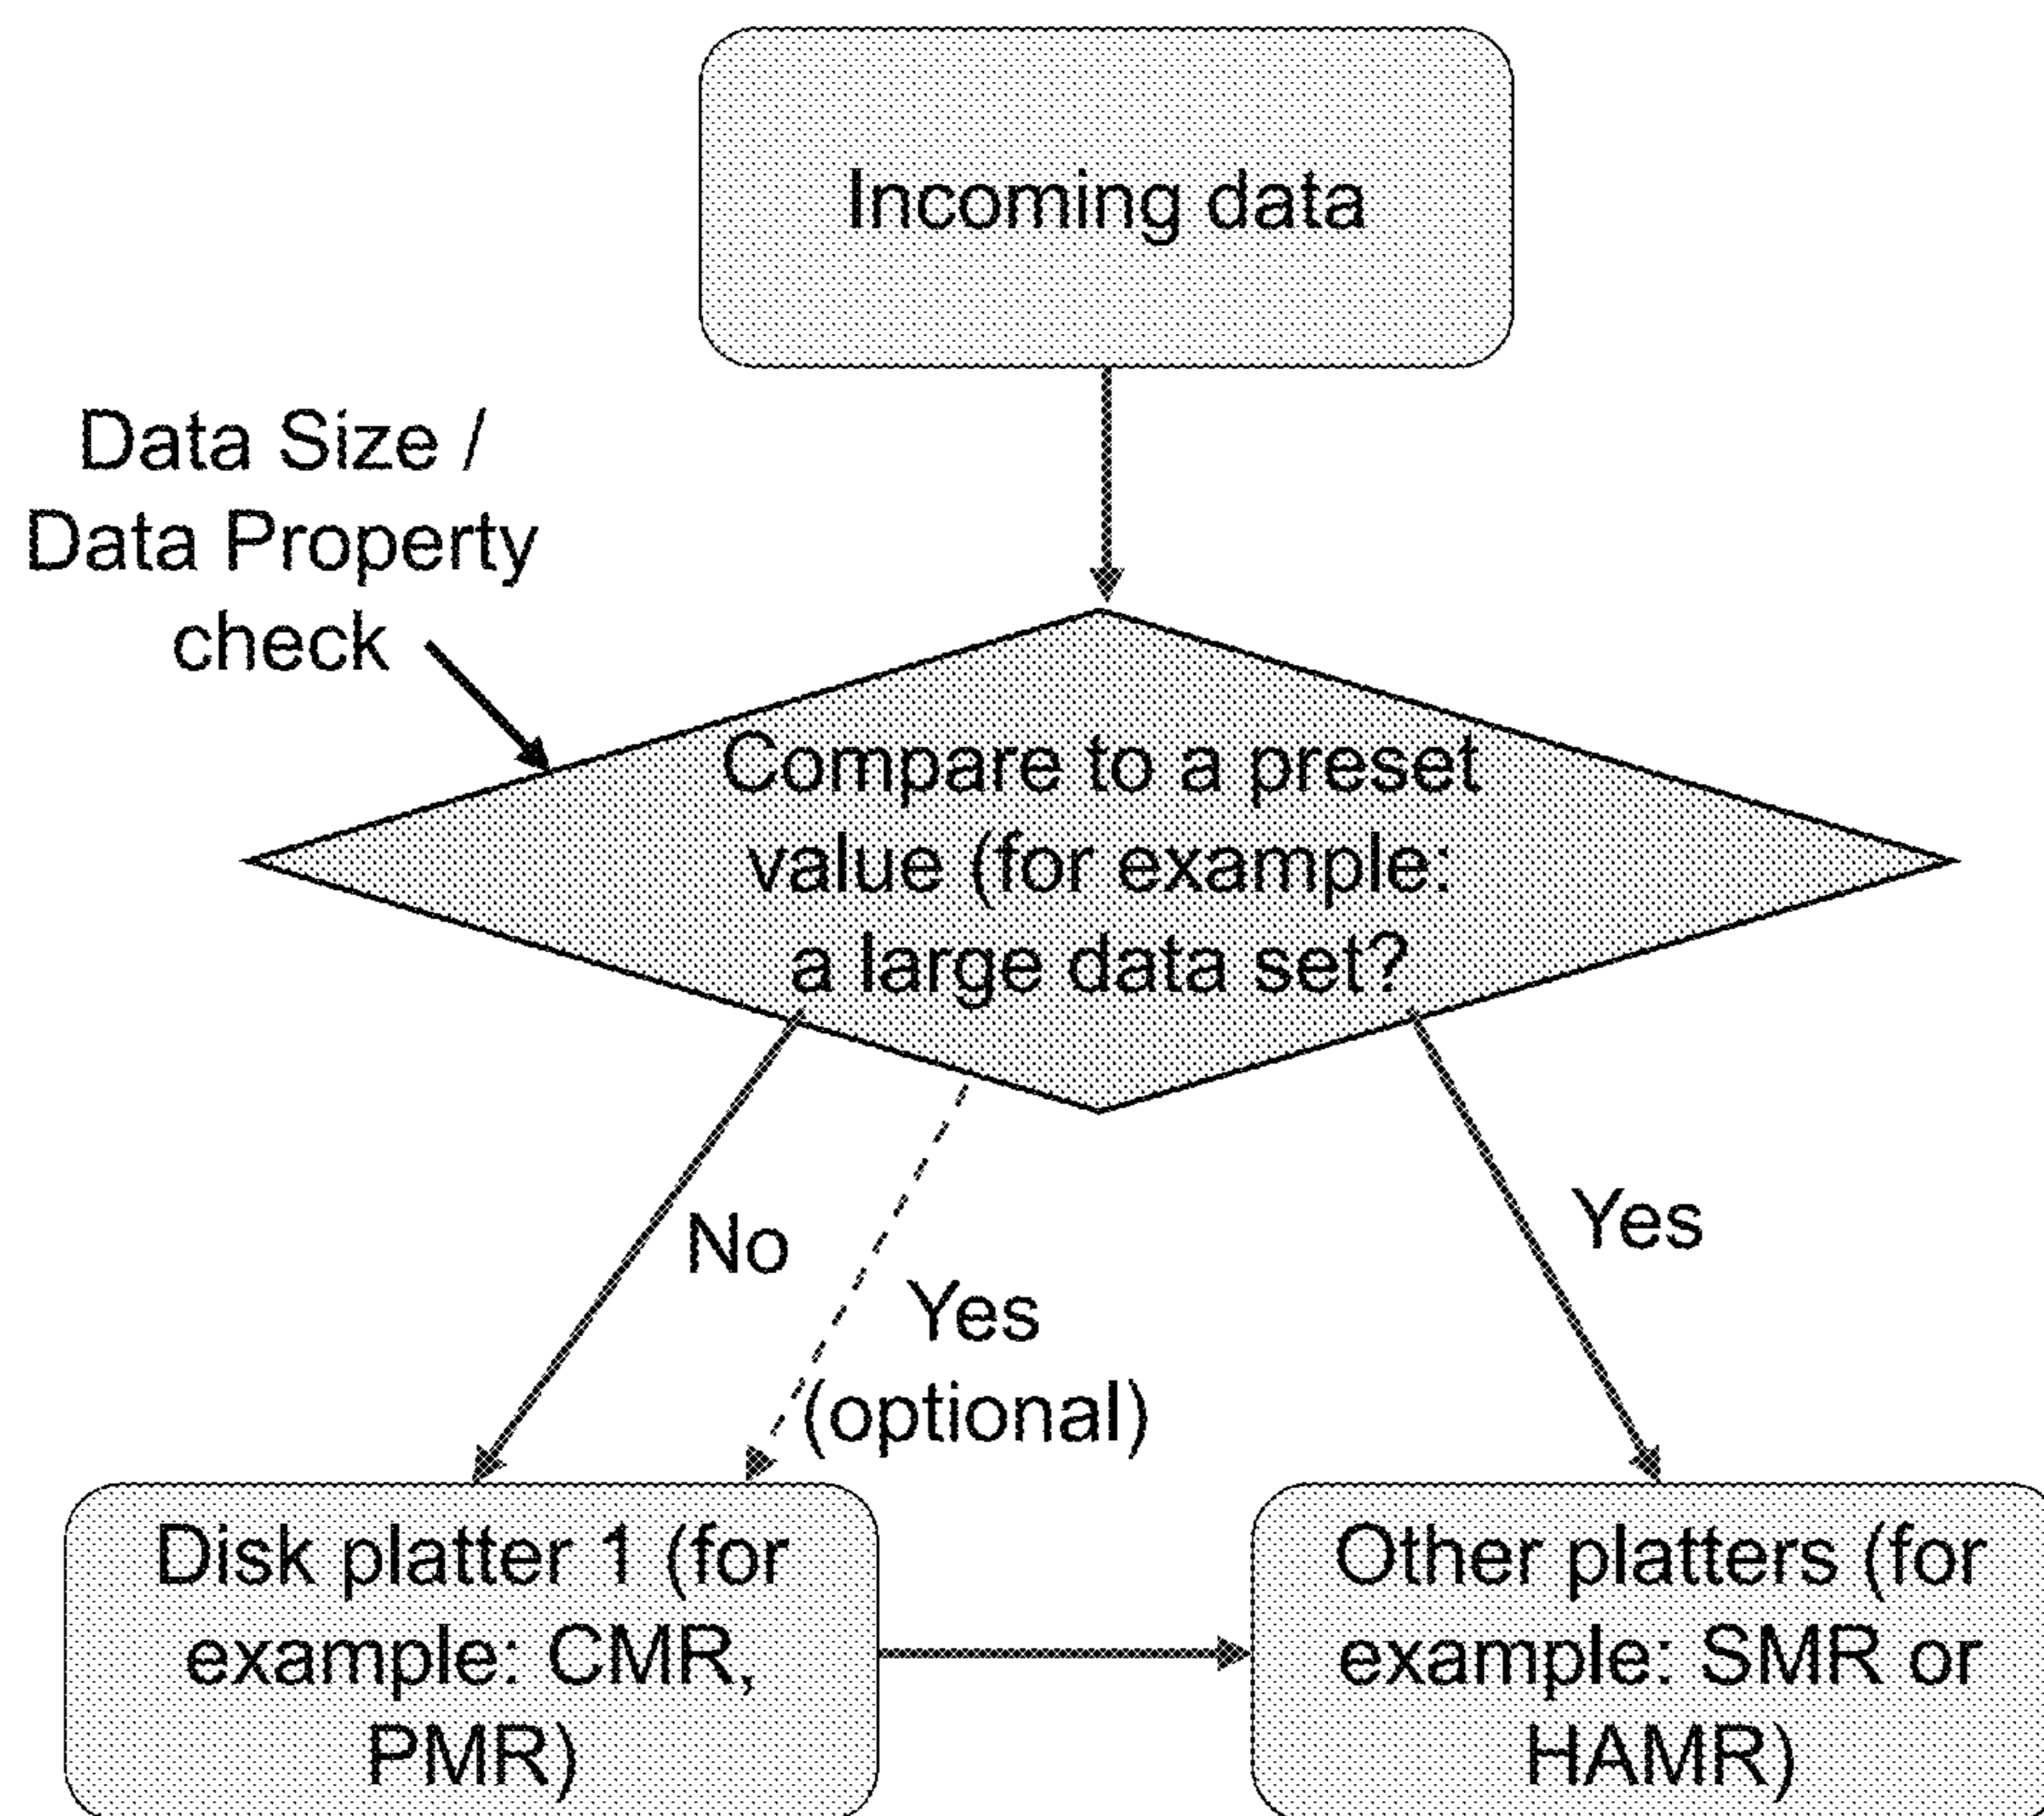 Incoming data
Data Size /
Data Property
check
Compare to a preset
value (for example:
a large data set?
No
Yes
(optional)
Yes
Disk platter 1 (for
example: CMR,
PMR)
Other platters (for
example: SMR or
HAMR)